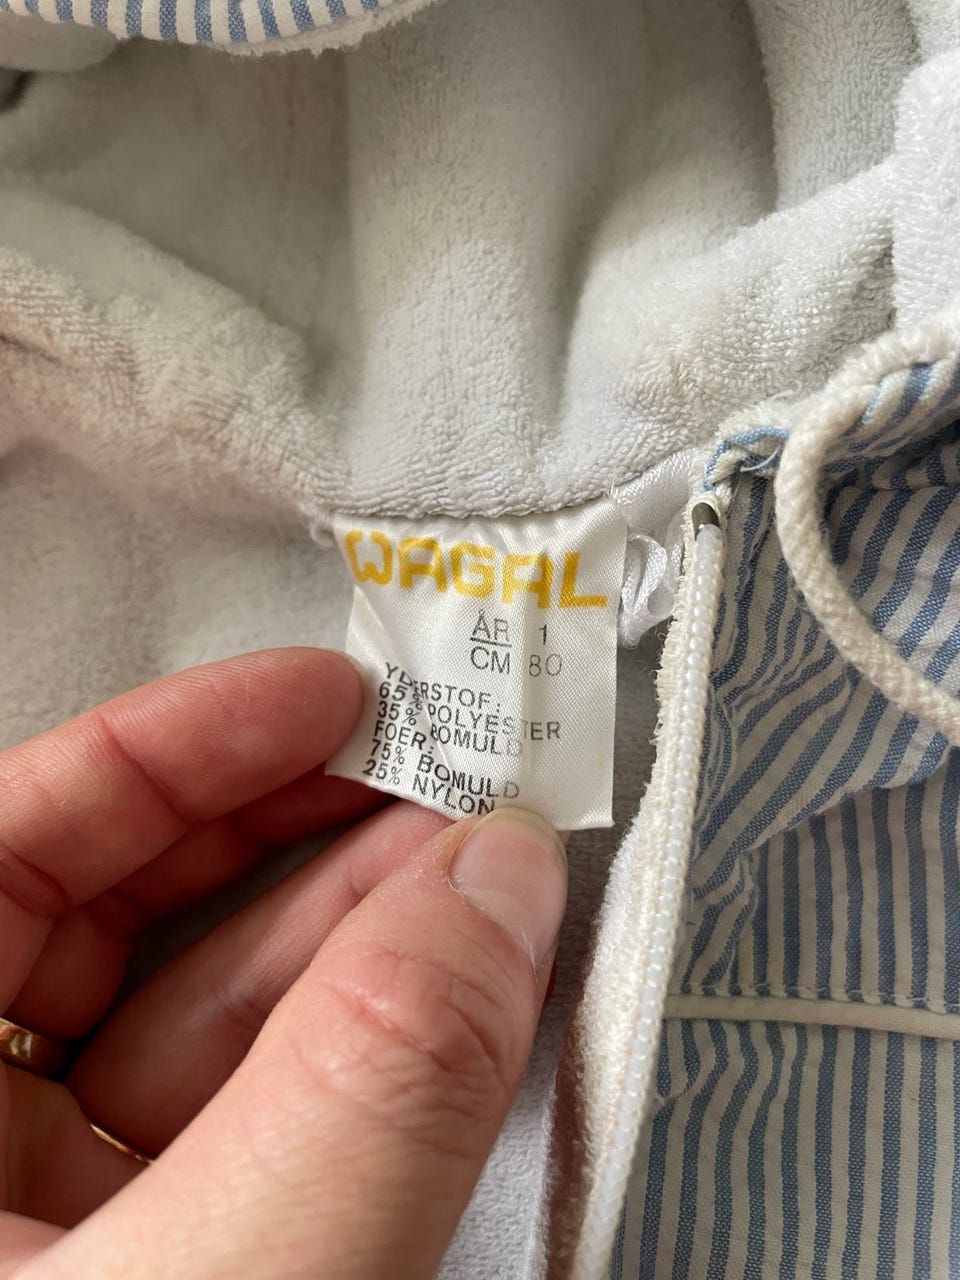 WAGAL
ÅR 1
CM 80
YDERSTOF:
65% POLYESTER
35% BOMULD
FOER:
75% BOMULD
25% NYLON